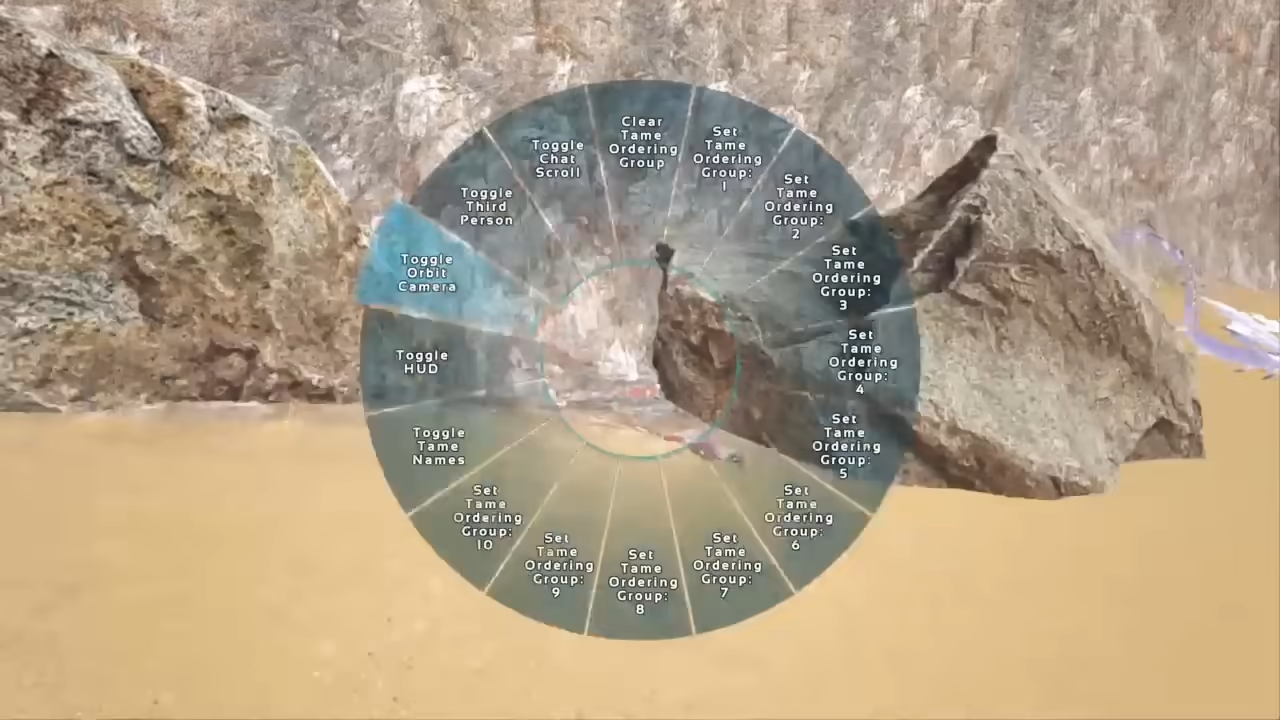 Clear
Tame
Ordering
Group
Set
Tame
Ordering
Group:
1
Set
Tame
Ordering
Group:
2
Set
Tame
Ordering
Group:
3
Set
Tame
Ordering
Group:
4
Set
Tame
Ordering
Group:
5
Set
Tame
Ordering
Group:
6
Set
Tame
Ordering
Group:
7
Set
Tame
Ordering
Group:
8
Set
Tame
Ordering
Group:
9
Set
Tame
Ordering
Group:
10
Toggle
Tame
Names
Toggle
HUD
Toggle
Orbit
Camera
Toggle
Third
Person
Toggle
Chat
Scroll